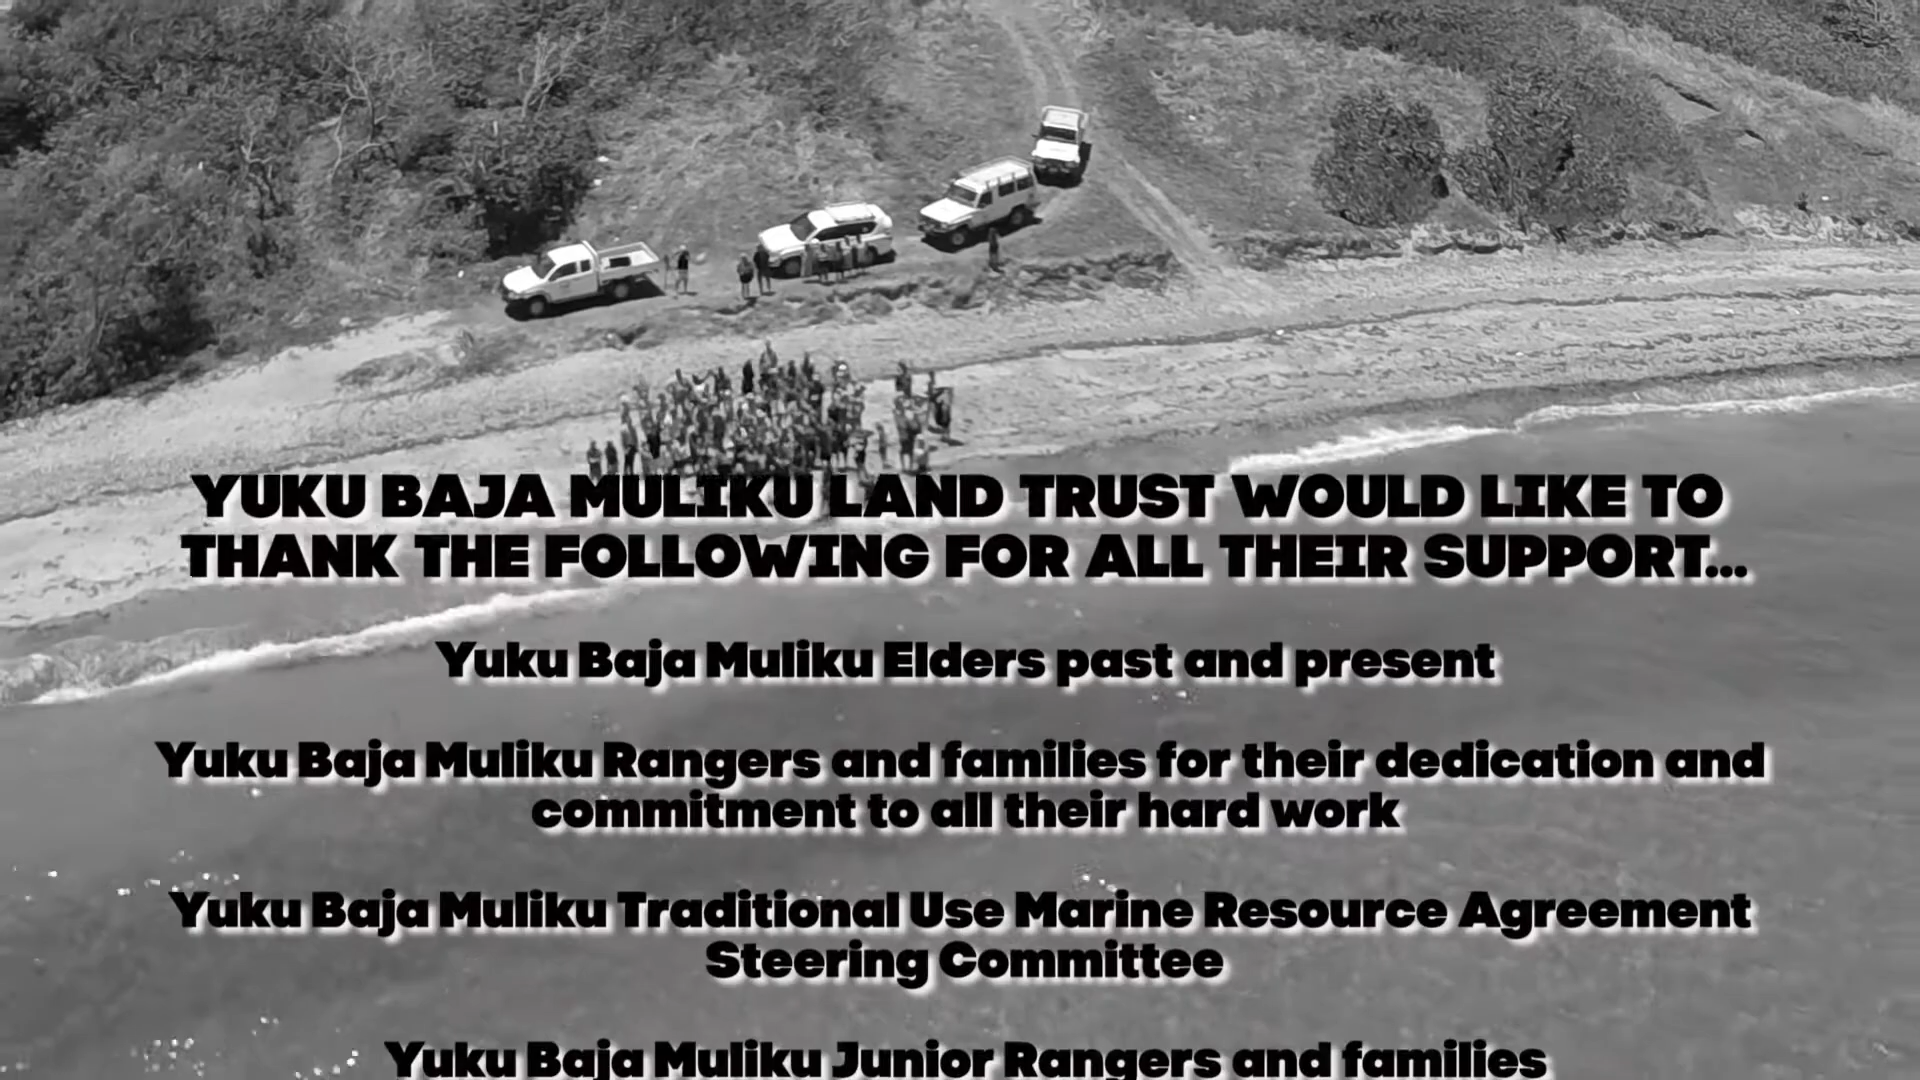 YUKU BAJA MULIKU LAND TRUST WOULD LIKE TO
THANK THE FOLLOWING FOR ALL THEIR SUPPORT...
Yuku Baja Muliku Elders past and present
Yuku Baja Muliku Rangers and families for their dedication and
commitment to all their hard work
Yuku Baja Muliku Traditional Use Marine Resource Agreement
Steering Committee
Yuku Baja Muliku Junior Rangers and families